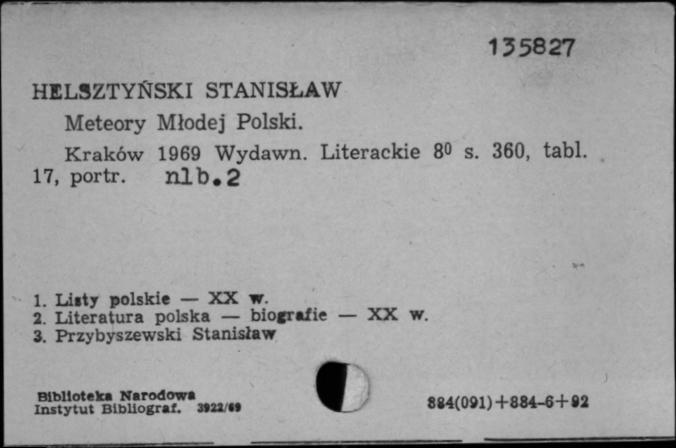 135827
HELSZTYŃSKI STANISŁAW
Meteory Młodej Polski.
Kraków 1969 Wydawn. Literackie 8⁰ s. 360, tabl.
17, portr. nlb.2
1. Listy polskie — XX w.
2. Literatura polska — biografie — XX w.
3. Przybyszewski Stanisław
Biblioteka Narodowa
Instytut Bibliograf. 3922/69
884(091)+884-6+92